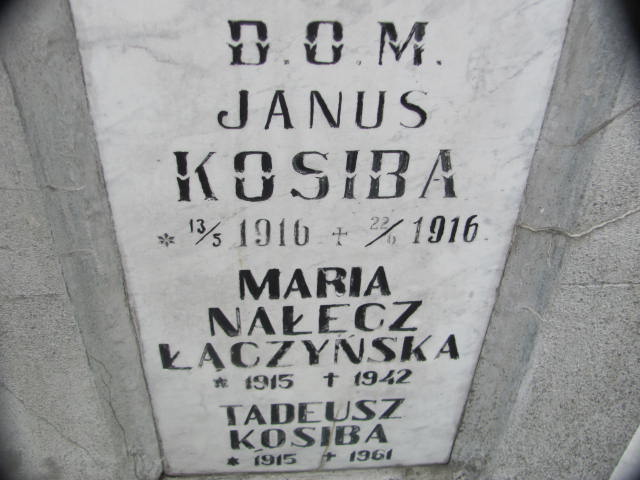 D.O.M.
JANUS
KOSIBA
* 13/5 1916 + 22/6 1916
MARIA
NAŁĘCZ
ŁĄCZYŃSKA
* 1915 † 1942
TADEUSZ
KOSIBA
* 1915 † 1961